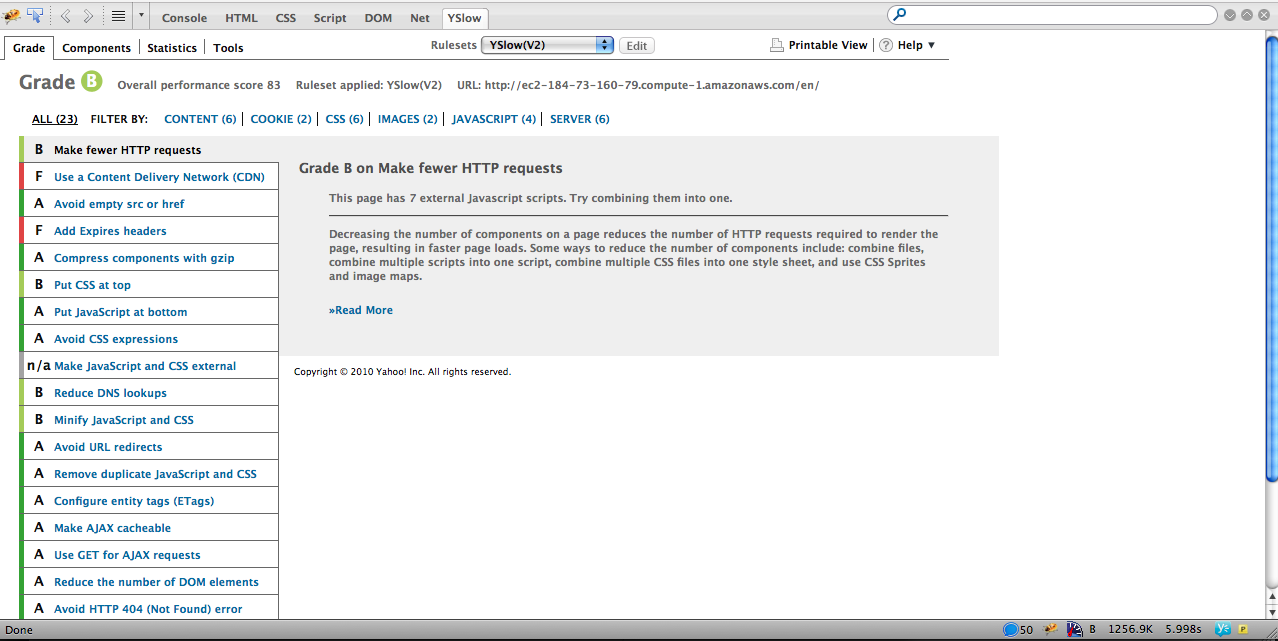 Console HTML CSS Script DOM Net YSlow
Grade Components Statistics Tools Rulesets YSlow(V2) Edit Printable View ? Help ▼
Grade B Overall performance score 83 Ruleset applied: YSlow(V2) URL: http://ec2-184-73-160-79.compute-1.amazonaws.com/en/
ALL (23) FILTER BY: CONTENT (6) COOKIE (2) CSS (6) IMAGES (2) JAVASCRIPT (4) SERVER (6)
B Make fewer HTTP requests
F Use a Content Delivery Network (CDN)
A Avoid empty src or href
F Add Expires headers
A Compress components with gzip
B Put CSS at top
A Put JavaScript at bottom
A Avoid CSS expressions
n/a Make JavaScript and CSS external
B Reduce DNS lookups
B Minify JavaScript and CSS
A Avoid URL redirects
A Remove duplicate JavaScript and CSS
A Configure entity tags (ETags)
A Make AJAX cacheable
A Use GET for AJAX requests
A Reduce the number of DOM elements
A Avoid HTTP 404 (Not Found) error
Grade B on Make fewer HTTP requests
This page has 7 external Javascript scripts. Try combining them into one.
Decreasing the number of components on a page reduces the number of HTTP requests required to render the
page, resulting in faster page loads. Some ways to reduce the number of components include: combine files,
combine multiple scripts into one script, combine multiple CSS files into one style sheet, and use CSS Sprites
and image maps.
»Read More
Copyright © 2010 Yahoo! Inc. All rights reserved.
Done 50 B 1256.9K 5.998s P